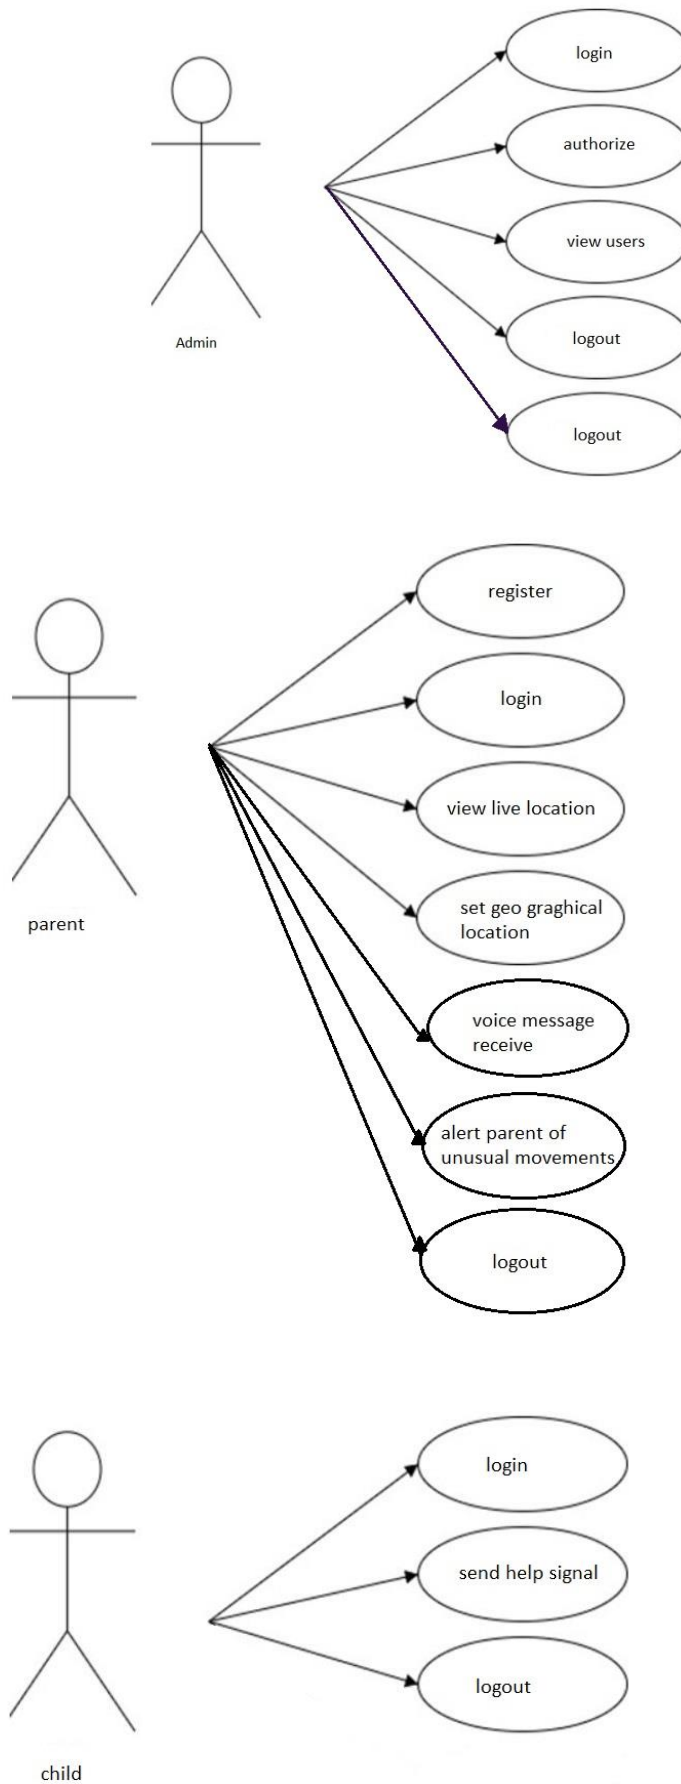 login
authorize
view users
logout
logout
Admin
register
login
view live location
set geo graghical
location
voice message
receive
alert parent of
unusual movements
logout
parent
login
send help signal
logout
child